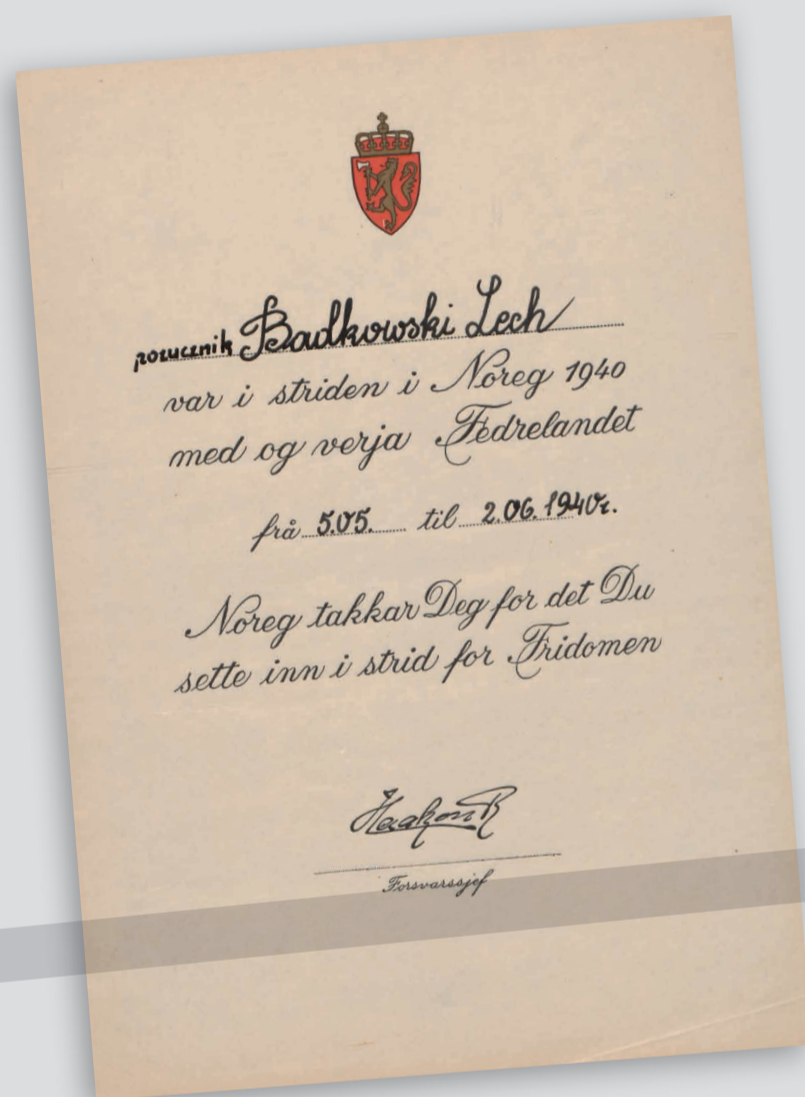 porucznik Badkowski Lech
var i striden i Noreg 1940
med og verja Fedrelandet
frå 5.05. til 2.06.1940r.
Noreg takkar Deg for det Du
sette inn i strid for Fridomen
Haakon R
Forsvarssjef